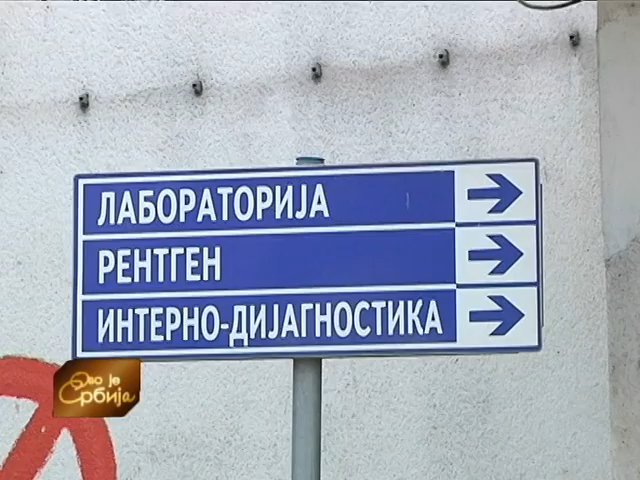 ЛАБОРАТОРИЈА
РЕНТГЕН
ИНТЕРНО-ДИЈАГНОСТИКА
Ово је
Србија